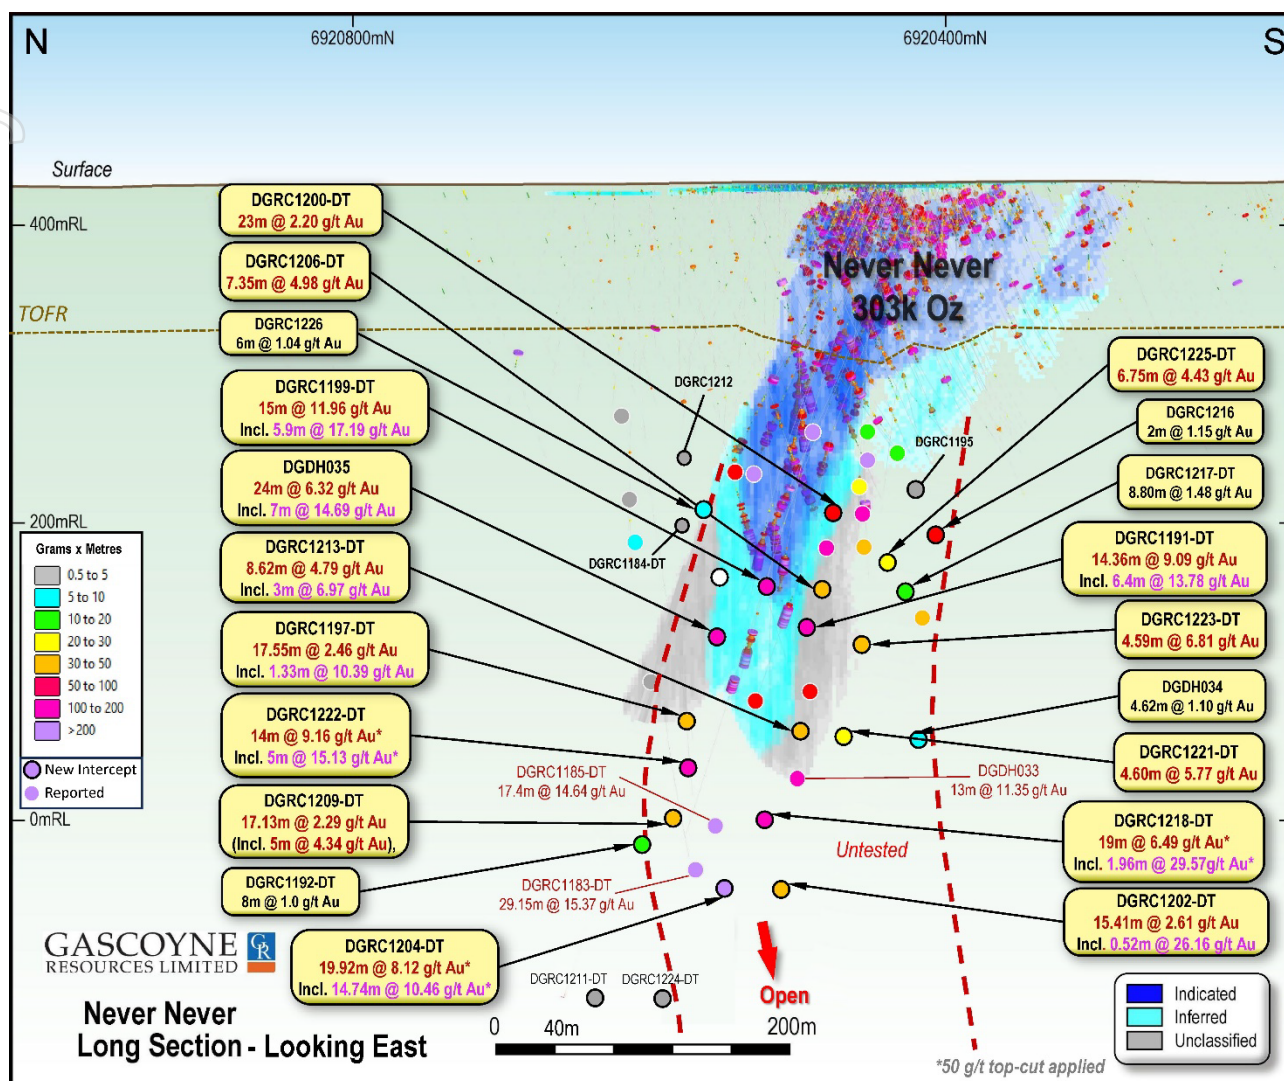 N
6920800mN
6920400mN
S
Surface
400mRL
TOFR
200mRL
0mRL
Never Never
303k Oz
DGRC1200-DT
23m @ 2.20 g/t Au
DGRC1206-DT
7.35m @ 4.98 g/t Au
DGRC1226
6m @ 1.04 g/t Au
DGRC1199-DT
15m @ 11.96 g/t Au
Incl. 5.9m @ 17.19 g/t Au
DGDH035
24m @ 6.32 g/t Au
Incl. 7m @ 14.69 g/t Au
DGRC1213-DT
8.62m @ 4.79 g/t Au
Incl. 3m @ 6.97 g/t Au
DGRC1197-DT
17.55m @ 2.46 g/t Au
Incl. 1.33m @ 10.39 g/t Au
DGRC1222-DT
14m @ 9.16 g/t Au*
Incl. 5m @ 15.13 g/t Au*
DGRC1209-DT
17.13m @ 2.29 g/t Au
(Incl. 5m @ 4.34 g/t Au),
DGRC1192-DT
8m @ 1.0 g/t Au
DGRC1204-DT
19.92m @ 8.12 g/t Au*
Incl. 14.74m @ 10.46 g/t Au*
DGRC1212
DGRC1184-DT
DGRC1195
DGRC1185-DT
17.4m @ 14.64 g/t Au
DGRC1183-DT
29.15m @ 15.37 g/t Au
DGDH033
13m @ 11.35 g/t Au
DGRC1211-DT
DGRC1224-DT
Untested
Open
DGRC1225-DT
6.75m @ 4.43 g/t Au
DGRC1216
2m @ 1.15 g/t Au
DGRC1217-DT
8.80m @ 1.48 g/t Au
DGRC1191-DT
14.36m @ 9.09 g/t Au
Incl. 6.4m @ 13.78 g/t Au
DGRC1223-DT
4.59m @ 6.81 g/t Au
DGDH034
4.62m @ 1.10 g/t Au
DGRC1221-DT
4.60m @ 5.77 g/t Au
DGRC1218-DT
19m @ 6.49 g/t Au*
Incl. 1.96m @ 29.57g/t Au*
DGRC1202-DT
15.41m @ 2.61 g/t Au
Incl. 0.52m @ 26.16 g/t Au
Grams x Metres
0.5 to 5
5 to 10
10 to 20
20 to 30
30 to 50
50 to 100
100 to 200
>200
New Intercept
Reported
GASCOYNE
RESOURCES LIMITED
GR
Never Never
Long Section - Looking East
0 40m 200m
Indicated
Inferred
Unclassified
*50 g/t top-cut applied